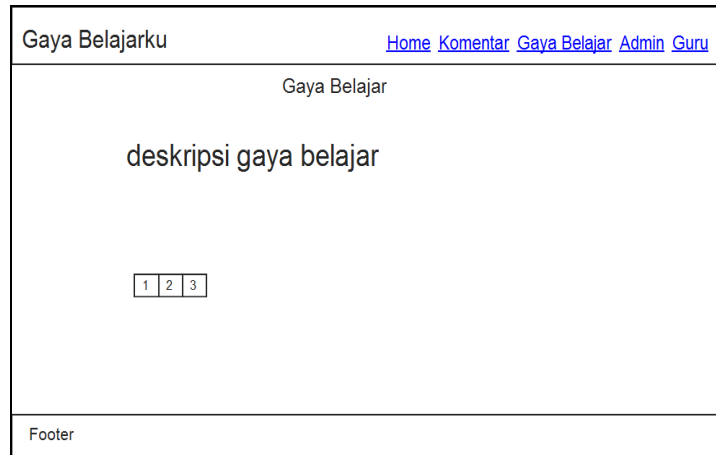 Gaya Belajarku
Home Komentar Gaya Belajar Admin Guru
Gaya Belajar
deskripsi gaya belajar
1 2 3
Footer